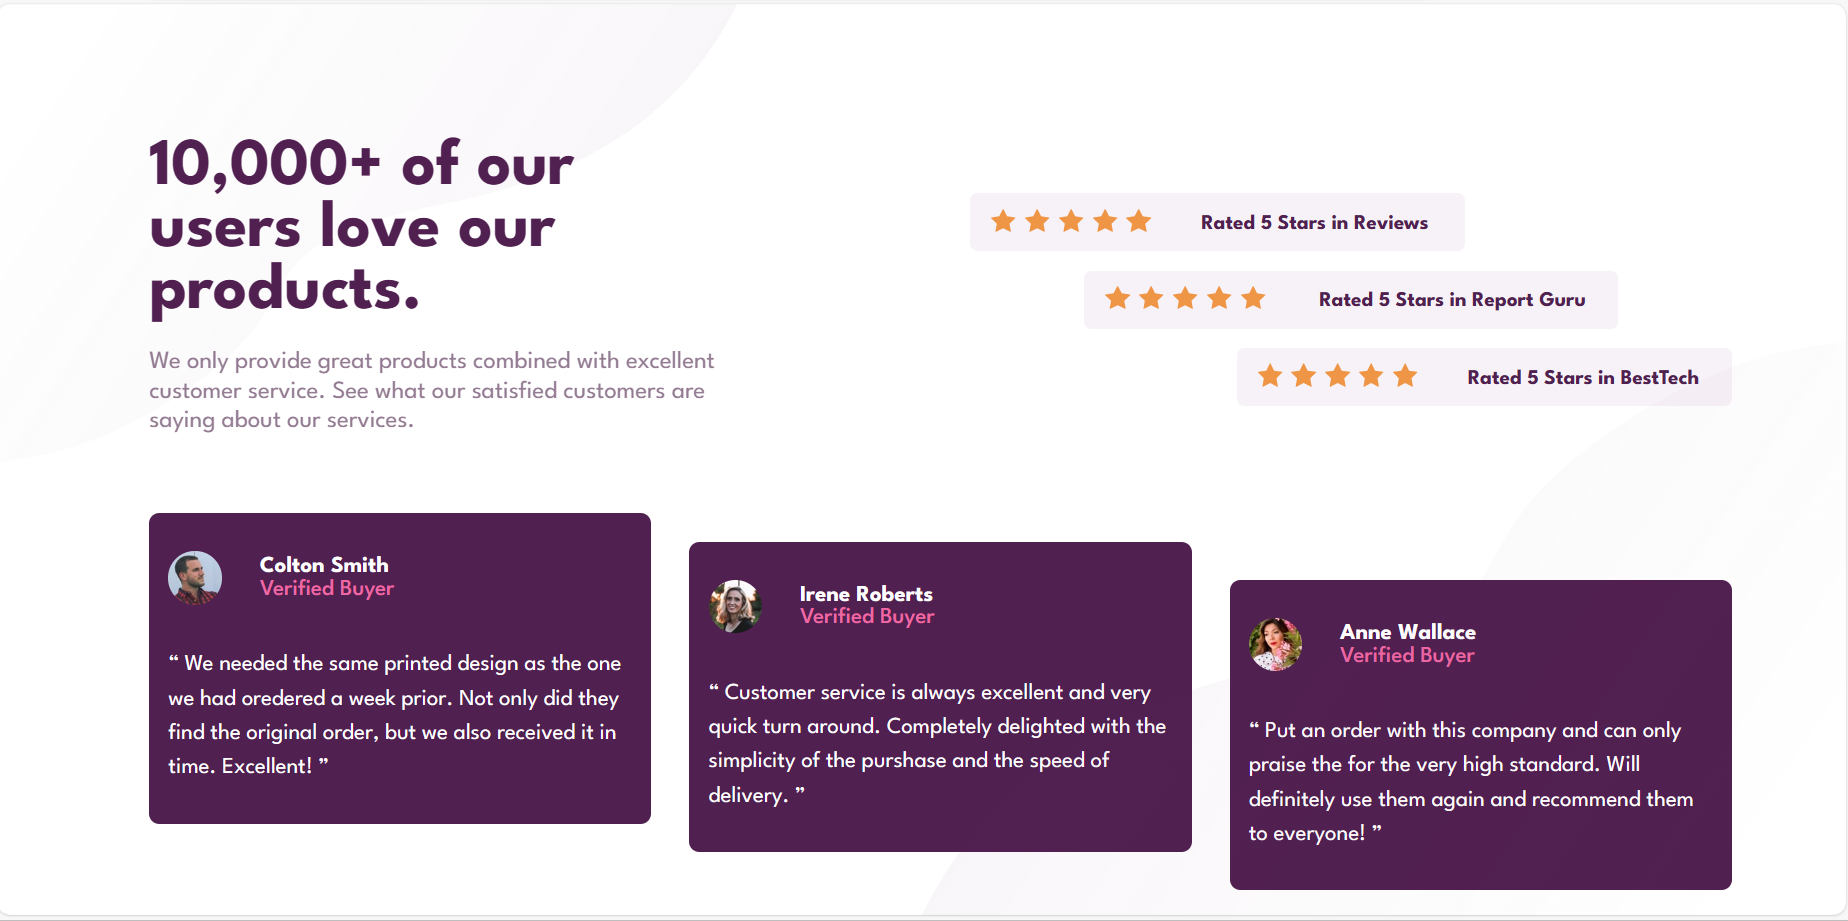 10,000+ of our
users love our
products.
We only provide great products combined with excellent
customer service. See what our satisfied customers are
saying about our services.
Rated 5 Stars in Reviews
Rated 5 Stars in Report Guru
Rated 5 Stars in BestTech
Colton Smith
Verified Buyer
“ We needed the same printed design as the one
we had oredered a week prior. Not only did they
find the original order, but we also received it in
time. Excellent! ”
Irene Roberts
Verified Buyer
“ Customer service is always excellent and very
quick turn around. Completely delighted with the
simplicity of the purshase and the speed of
delivery. ”
Anne Wallace
Verified Buyer
“ Put an order with this company and can only
praise the for the very high standard. Will
definitely use them again and recommend them
to everyone! ”